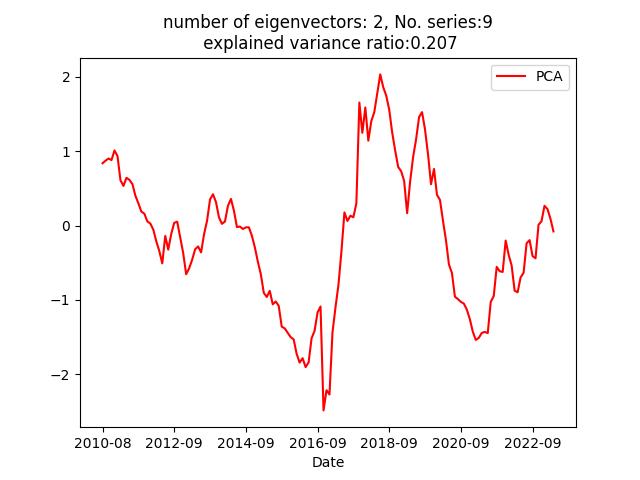 number of eigenvectors: 2, No. series:9
explained variance ratio:0.207
PCA
2
1
0
−1
−2
2010-08 2012-09 2014-09 2016-09 2018-09 2020-09 2022-09
Date